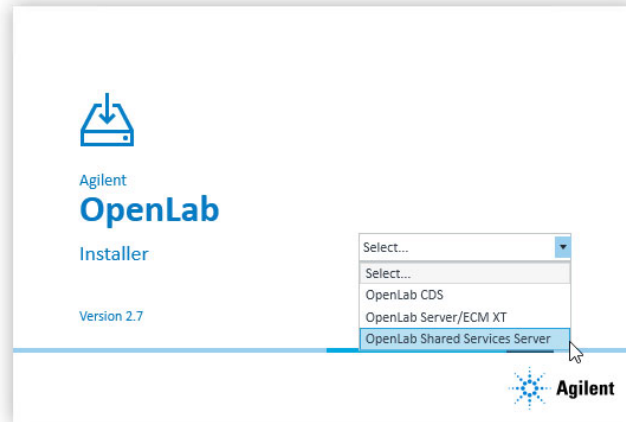 Agilent
OpenLab
Installer
Version 2.7
Select...
Select...
OpenLab CDS
OpenLab Server/ECM XT
OpenLab Shared Services Server
Agilent